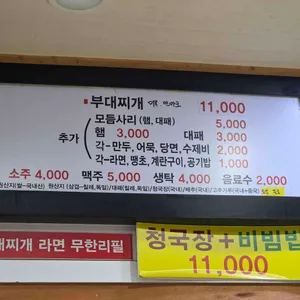 부대찌개 11,000
모듬사리 (햄, 대패) 5,000
추가
햄 3,000 대패 3,000
각-만두, 어묵, 당면, 수제비 2,000
각-라면, 땡초, 계란구이, 공기밥 1,000
소주 4,000 맥주 5,000 생탁 4,000 음료수 2,000
찌개 라면 무한리필
청국장+비빔밥
11,000